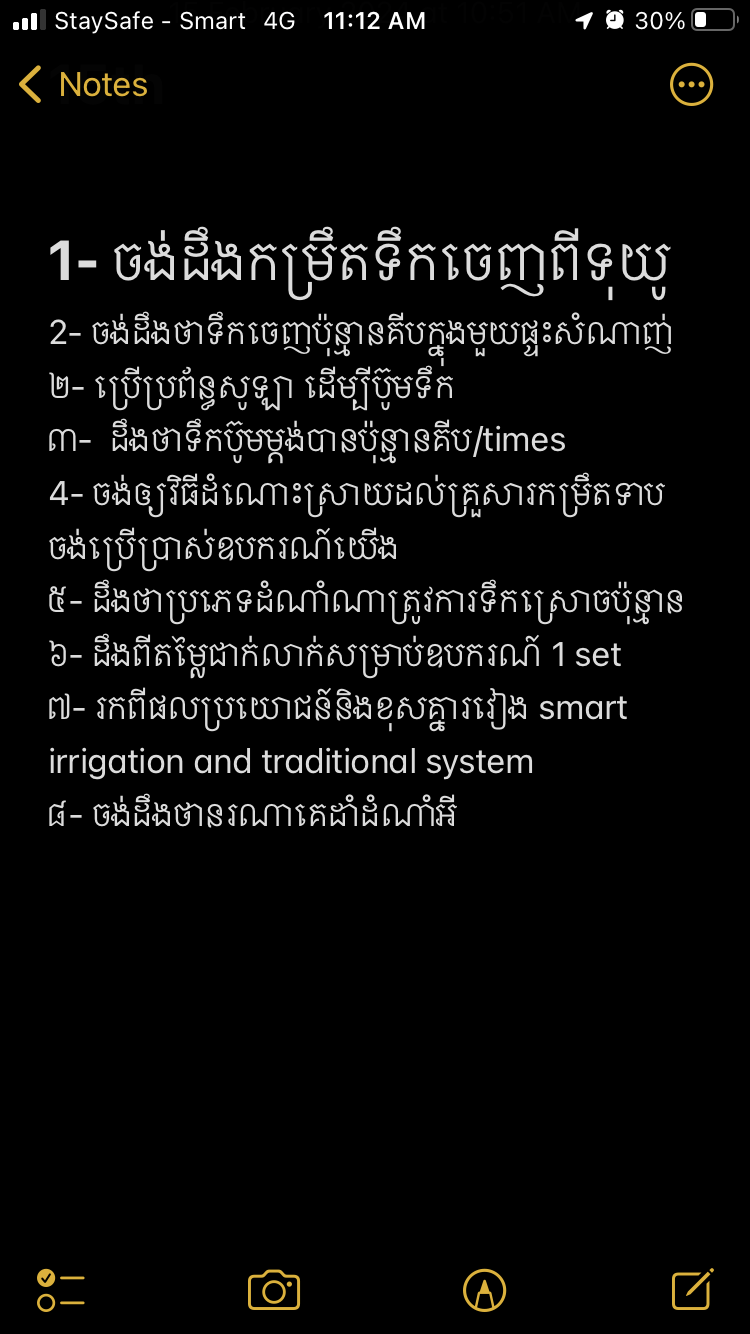 StaySafe - Smart 4G 11:12 AM 30%
Notes
1- ចង់ដឹងកម្រឹតទឹកចេញពីទុយូ
2- ចង់ដឹងថាទឹកចេញប៉ុន្មានគីបក្នុងមួយផ្ទះសំណាញ់
២- ប្រើប្រព័ន្ធសូឡា ដើម្បីប៊ូមទឹក
៣- ដឹងថាទឹកប៊ូមម្តង់បានប៉ុន្មានគីប/times
4- ចង់ឲ្យវិធីដំណោះស្រាយដល់គ្រួសារកម្រឹតទាប
ចង់ប្រើប្រាស់ឧបករណ៍យើង
៥- ដឹងថាប្រភេទដំណាំណាត្រូវការទឹកស្រោចប៉ុន្មាន
៦- ដឹងពីតម្លៃជាក់លាក់សម្រាប់ឧបករណ៍ 1 set
៧- រកពីផលប្រយោជន៍និងខុសគ្នារវៀង smart
irrigation and traditional system
៨- ចង់ដឹងថានរណាគេដាំដំណាំអី